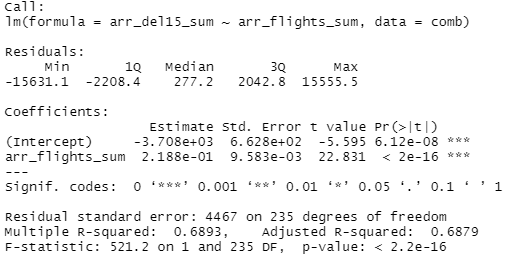 Call:
lm(formula = arr_del15_sum ~ arr_flights_sum, data = comb)
Residuals:
Min 1Q Median 3Q Max
-15631.1 -2208.4 277.2 2042.8 15555.5
Coefficients:
Estimate Std. Error t value Pr(>|t|)
(Intercept) -3.708e+03 6.628e+02 -5.595 6.12e-08 ***
arr_flights_sum 2.188e-01 9.583e-03 22.831 < 2e-16 ***
---
Signif. codes: 0 ‘***’ 0.001 ‘**’ 0.01 ‘*’ 0.05 ‘.’ 0.1 ‘ ’ 1
Residual standard error: 4467 on 235 degrees of freedom
Multiple R-squared: 0.6893, Adjusted R-squared: 0.6879
F-statistic: 521.2 on 1 and 235 DF, p-value: < 2.2e-16